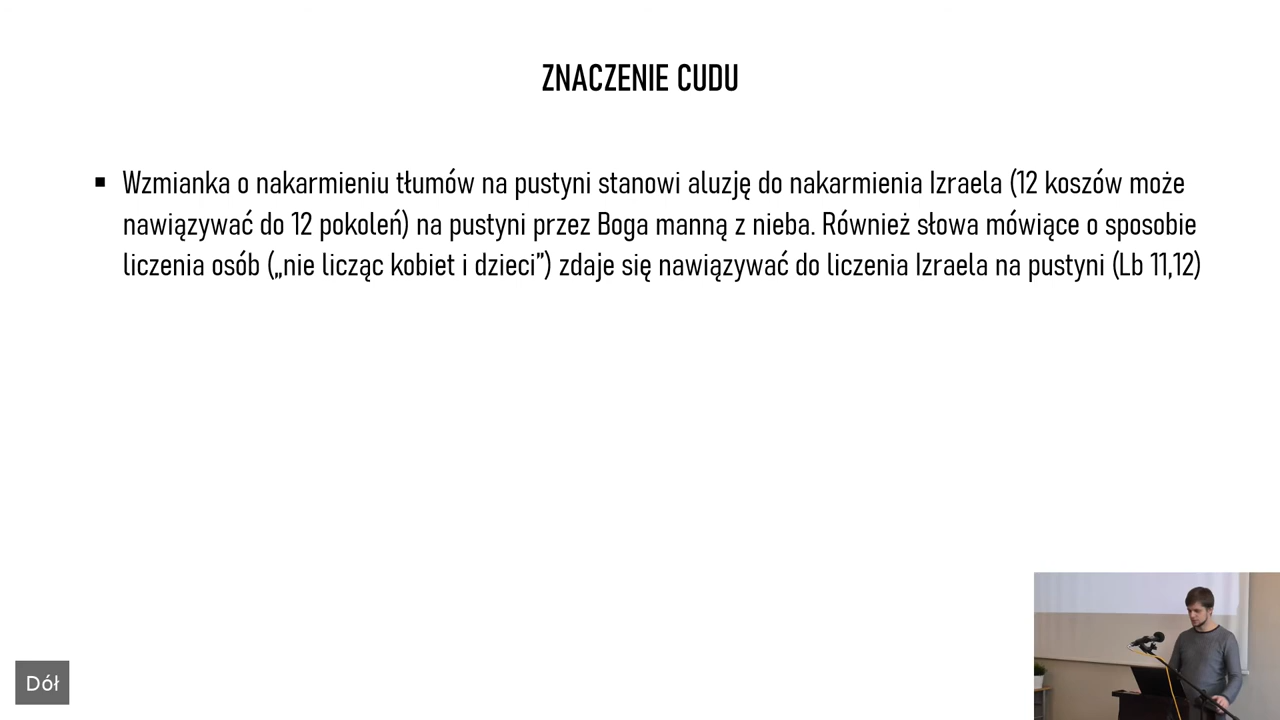 ZNACZENIE CUDU
▪ Wzmianka o nakarmieniu tłumów na pustyni stanowi aluzję do nakarmienia Izraela (12 koszów może
nawiązywać do 12 pokoleń) na pustyni przez Boga manną z nieba. Również słowa mówiące o sposobie
liczenia osób („nie licząc kobiet i dzieci”) zdaje się nawiązywać do liczenia Izraela na pustyni (Lb 11,12)
Dół